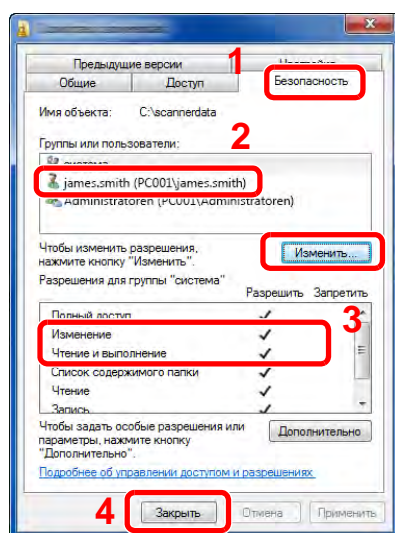 Предыдущие версии
1
Настройка
Общие
Доступ
Безопасность
Имя объекта: C:\scannerdata
2
Группы или пользователи:
система
james.smith (PC001\james.smith)
Administratoren (PC001\Administratoren)
Чтобы изменить разрешения,
нажмите кнопку "Изменить".
Изменить...
Разрешения для группы "система"
Разрешить Запретить
3
Полный доступ
Изменение
Чтение и выполнение
Список содержимого папки
Чтение
Запись
Чтобы задать особые разрешения или
параметры, нажмите кнопку
"Дополнительно".
Дополнительно
Подробнее об управлении доступом и разрешениях
4
Закрыть
Отмена
Применить